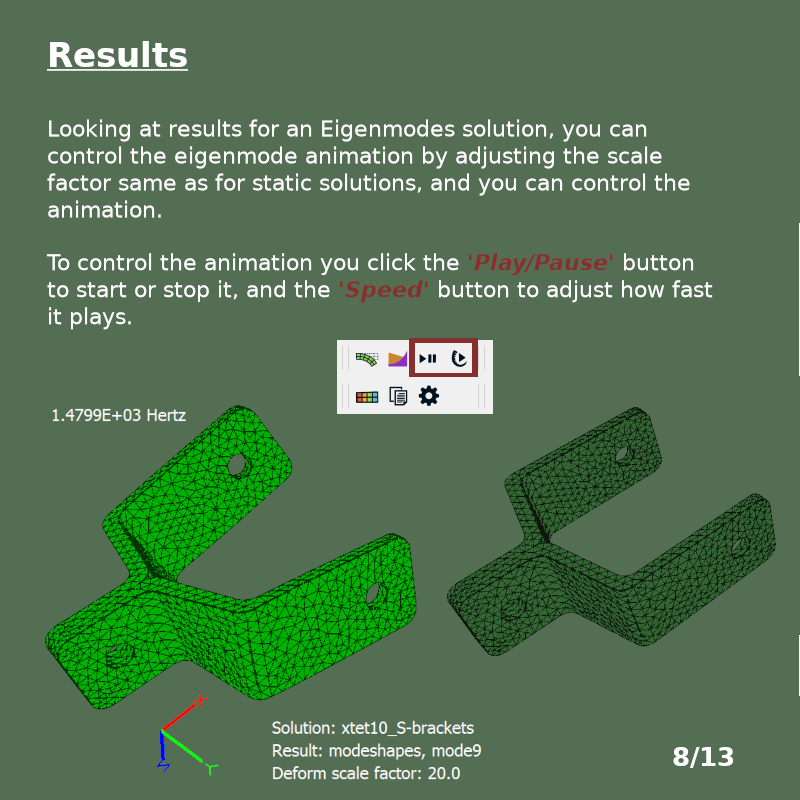 Results
Looking at results for an Eigenmodes solution, you can
control the eigenmode animation by adjusting the scale
factor same as for static solutions, and you can control the
animation.
To control the animation you click the 'Play/Pause' button
to start or stop it, and the 'Speed' button to adjust how fast
it plays.
1.4799E+03 Hertz
X
Z
Y
Solution: xtet10_S-brackets
Result: modeshapes, mode9
Deform scale factor: 20.0
8/13